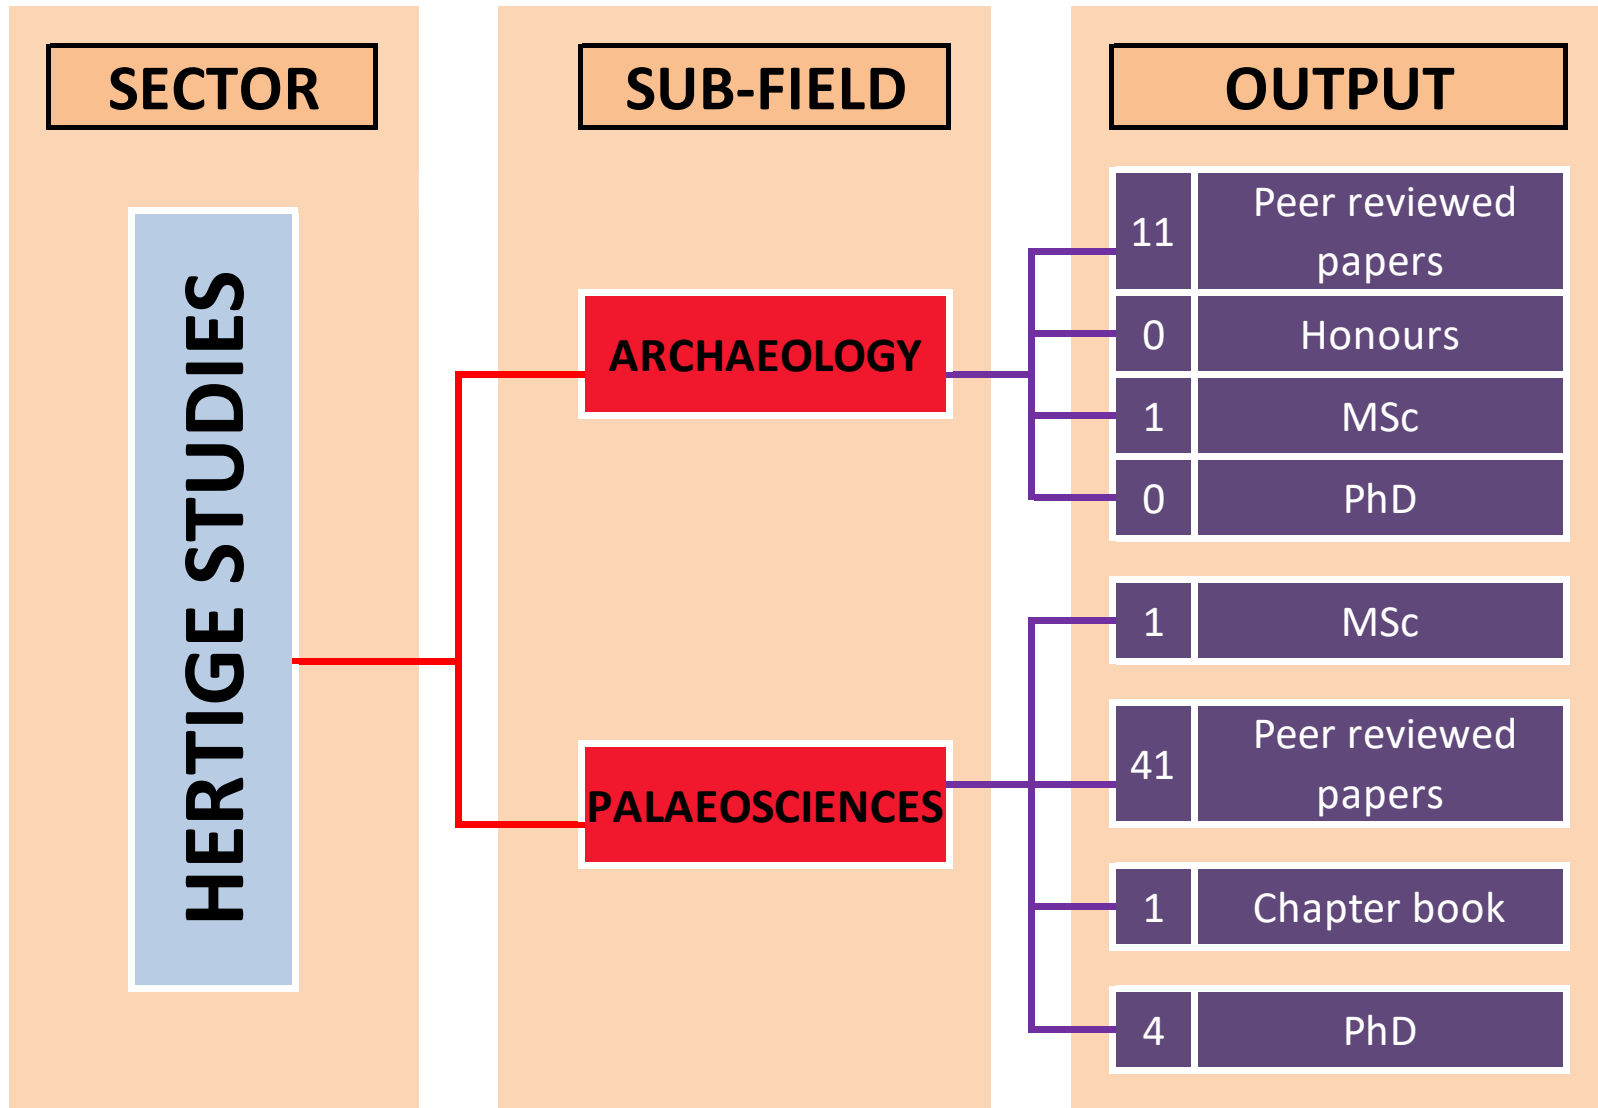 SECTOR
SUB-FIELD
OUTPUT
HERTIGE STUDIES
ARCHAEOLOGY
11
Peer reviewed
papers
0
Honours
1
MSc
0
PhD
PALAEOSCIENCES
1
MSc
41
Peer reviewed
papers
1
Chapter book
4
PhD